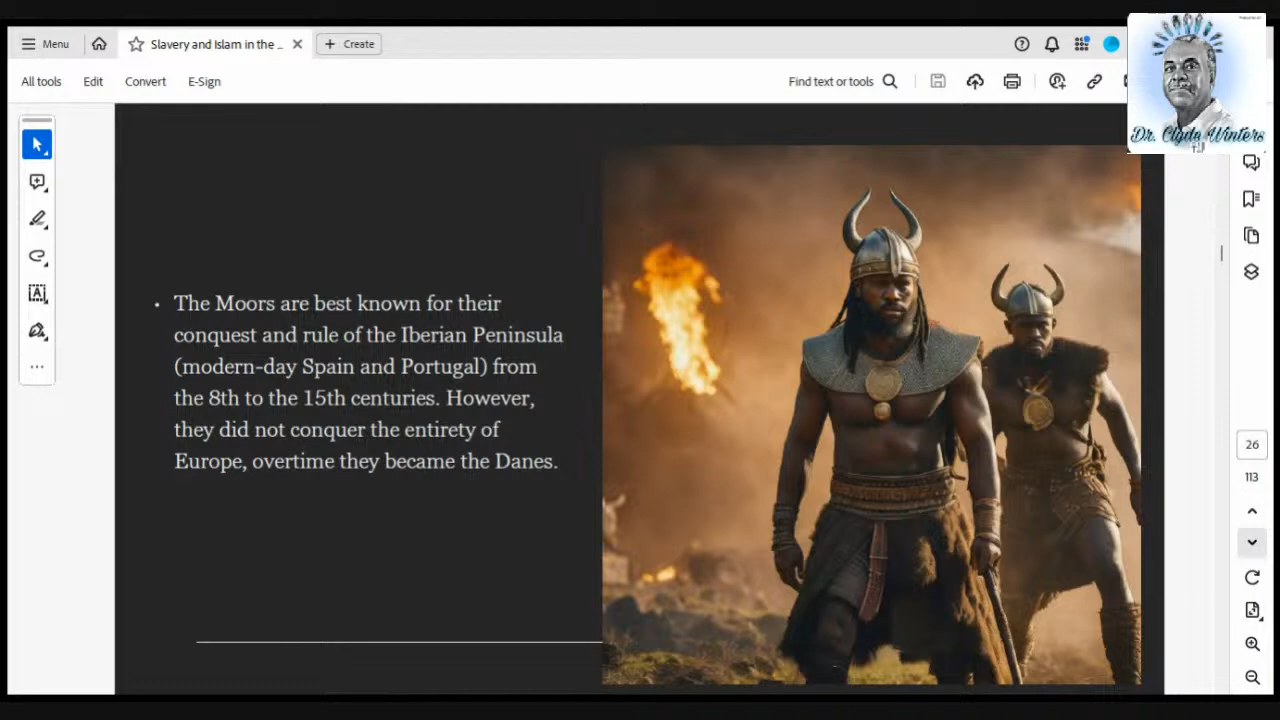 Menu
Slavery and Islam in the ...
Create
All tools
Edit
Convert
E-Sign
Find text or tools
Dr. Clyde Winters
• The Moors are best known for their
conquest and rule of the Iberian Peninsula
(modern-day Spain and Portugal) from
the 8th to the 15th centuries. However,
they did not conquer the entirety of
Europe, overtime they became the Danes.
26
113